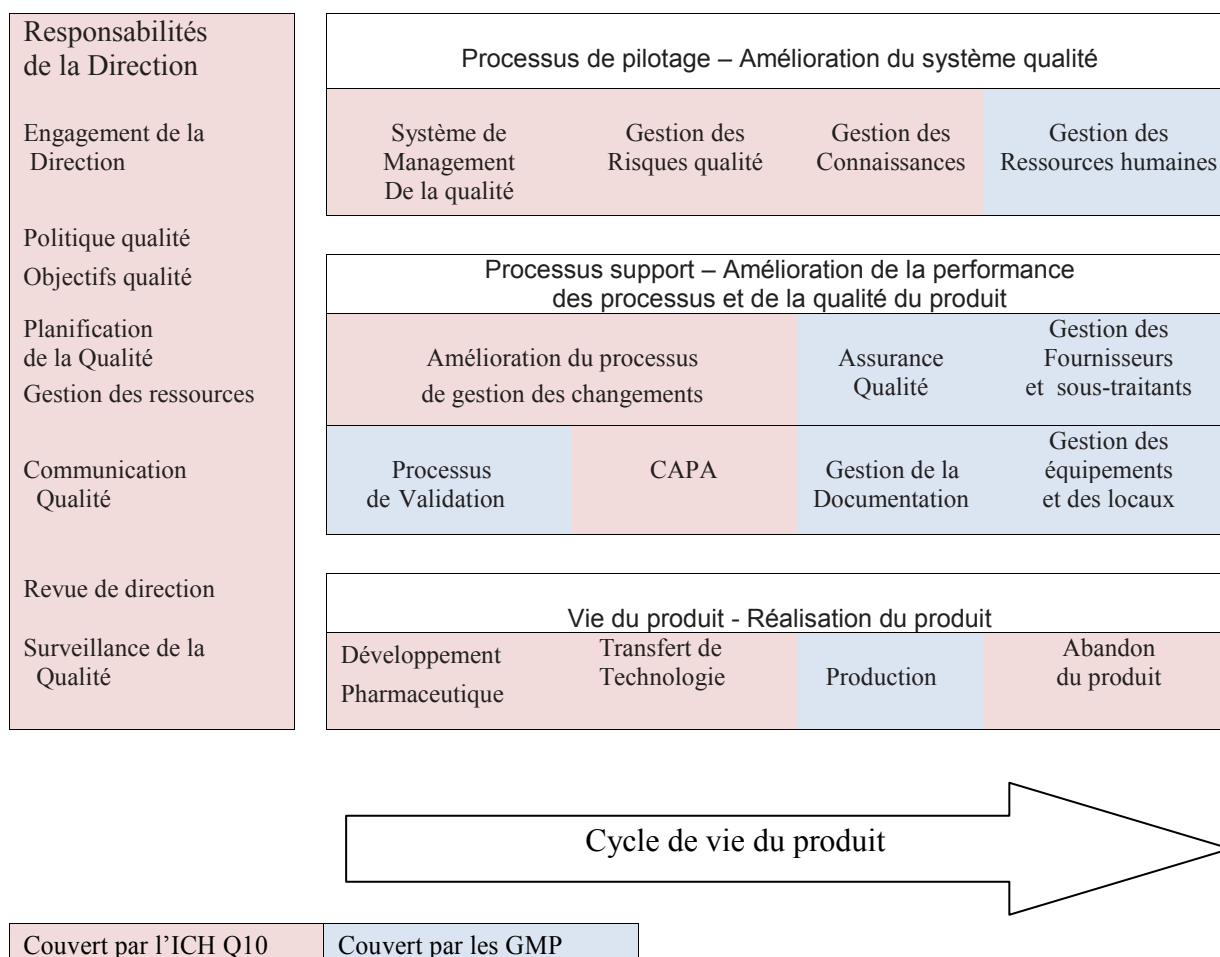 Responsabilités
de la Direction
Engagement de la
Direction
Politique qualité
Objectifs qualité
Planification
de la Qualité
Gestion des ressources
Communication
Qualité
Revue de direction
Surveillance de la
Qualité
Processus de pilotage – Amélioration du système qualité
Système de
Management
De la qualité
Gestion des
Risques qualité
Gestion des
Connaissances
Gestion des
Ressources humaines
Processus support – Amélioration de la performance
des processus et de la qualité du produit
Amélioration du processus
de gestion des changements
Assurance
Qualité
Gestion des
Fournisseurs
et sous-traitants
Processus
de Validation
CAPA
Gestion de la
Documentation
Gestion des
équipements
et des locaux
Vie du produit - Réalisation du produit
Développement
Pharmaceutique
Transfert de
Technologie
Production
Abandon
du produit
Cycle de vie du produit
Couvert par l’ICH Q10
Couvert par les GMP